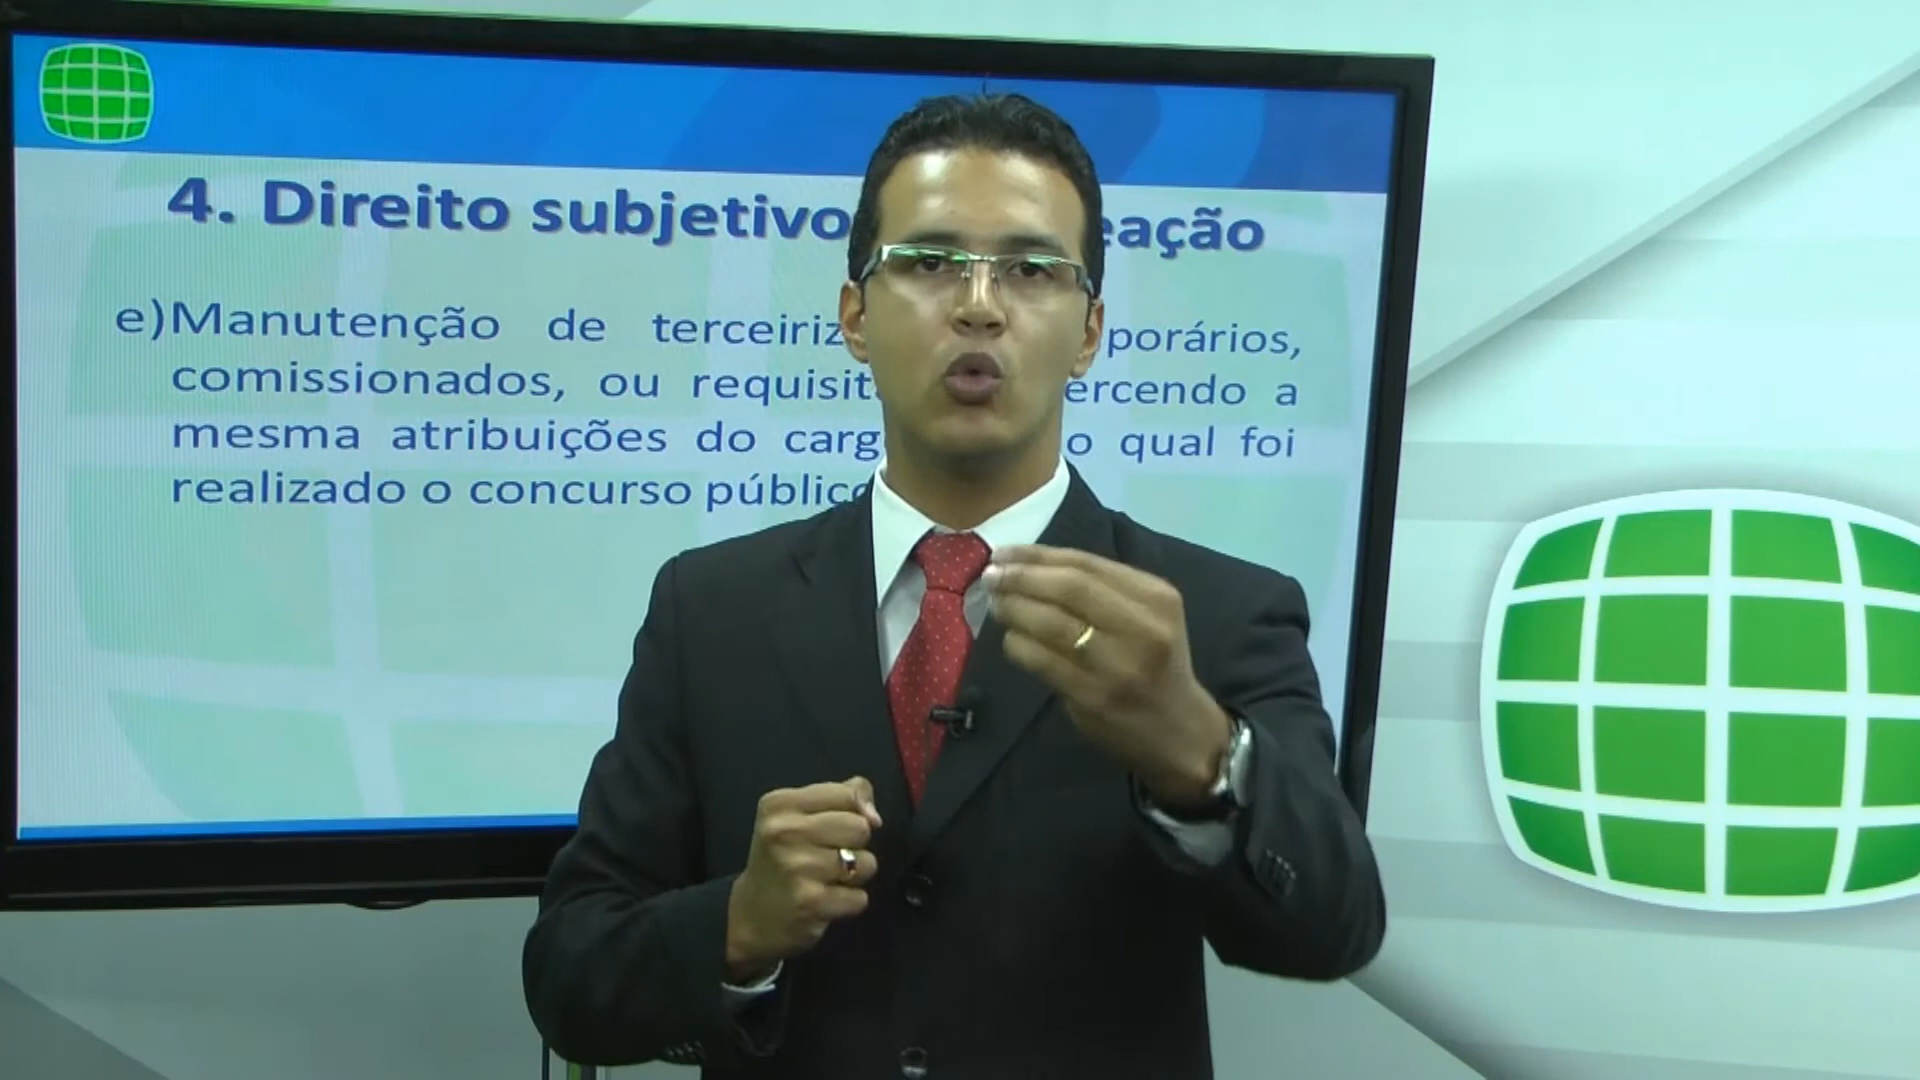 4. Direito subjetivo eação
e) Manutenção de terceiriz porários,
comissionados, ou requisit ercendo a
mesma atribuições do carg o qual foi
realizado o concurso público